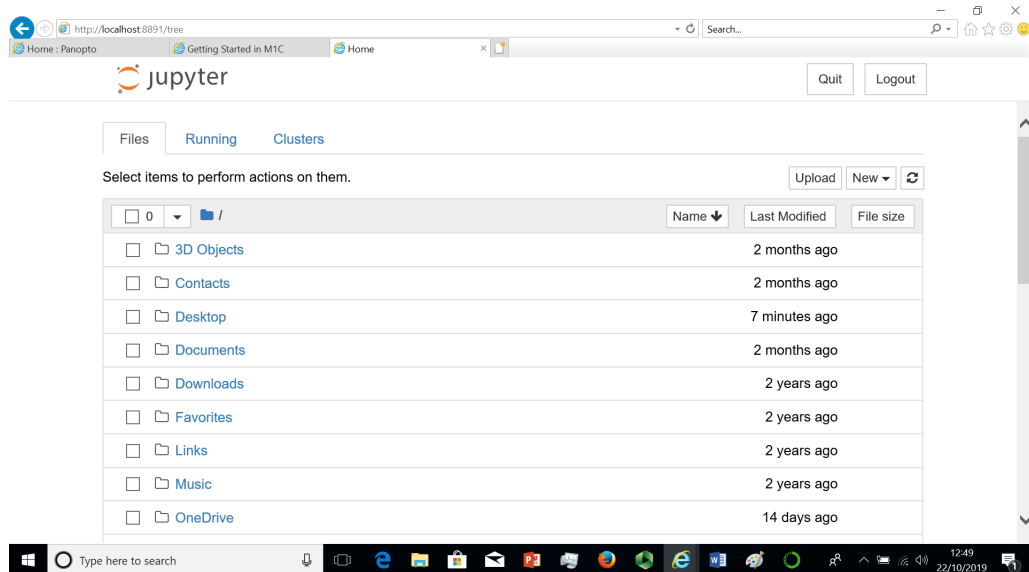 http://localhost:8891/tree
Search...
Home : Panopto
Getting Started in M1C
Home
jupyter
Quit
Logout
Files
Running
Clusters
Select items to perform actions on them.
Upload
New
0
/
Name
Last Modified
File size
3D Objects
2 months ago
Contacts
2 months ago
Desktop
7 minutes ago
Documents
2 months ago
Downloads
2 years ago
Favorites
2 years ago
Links
2 years ago
Music
2 years ago
OneDrive
14 days ago
Type here to search
12:49
22/10/2019